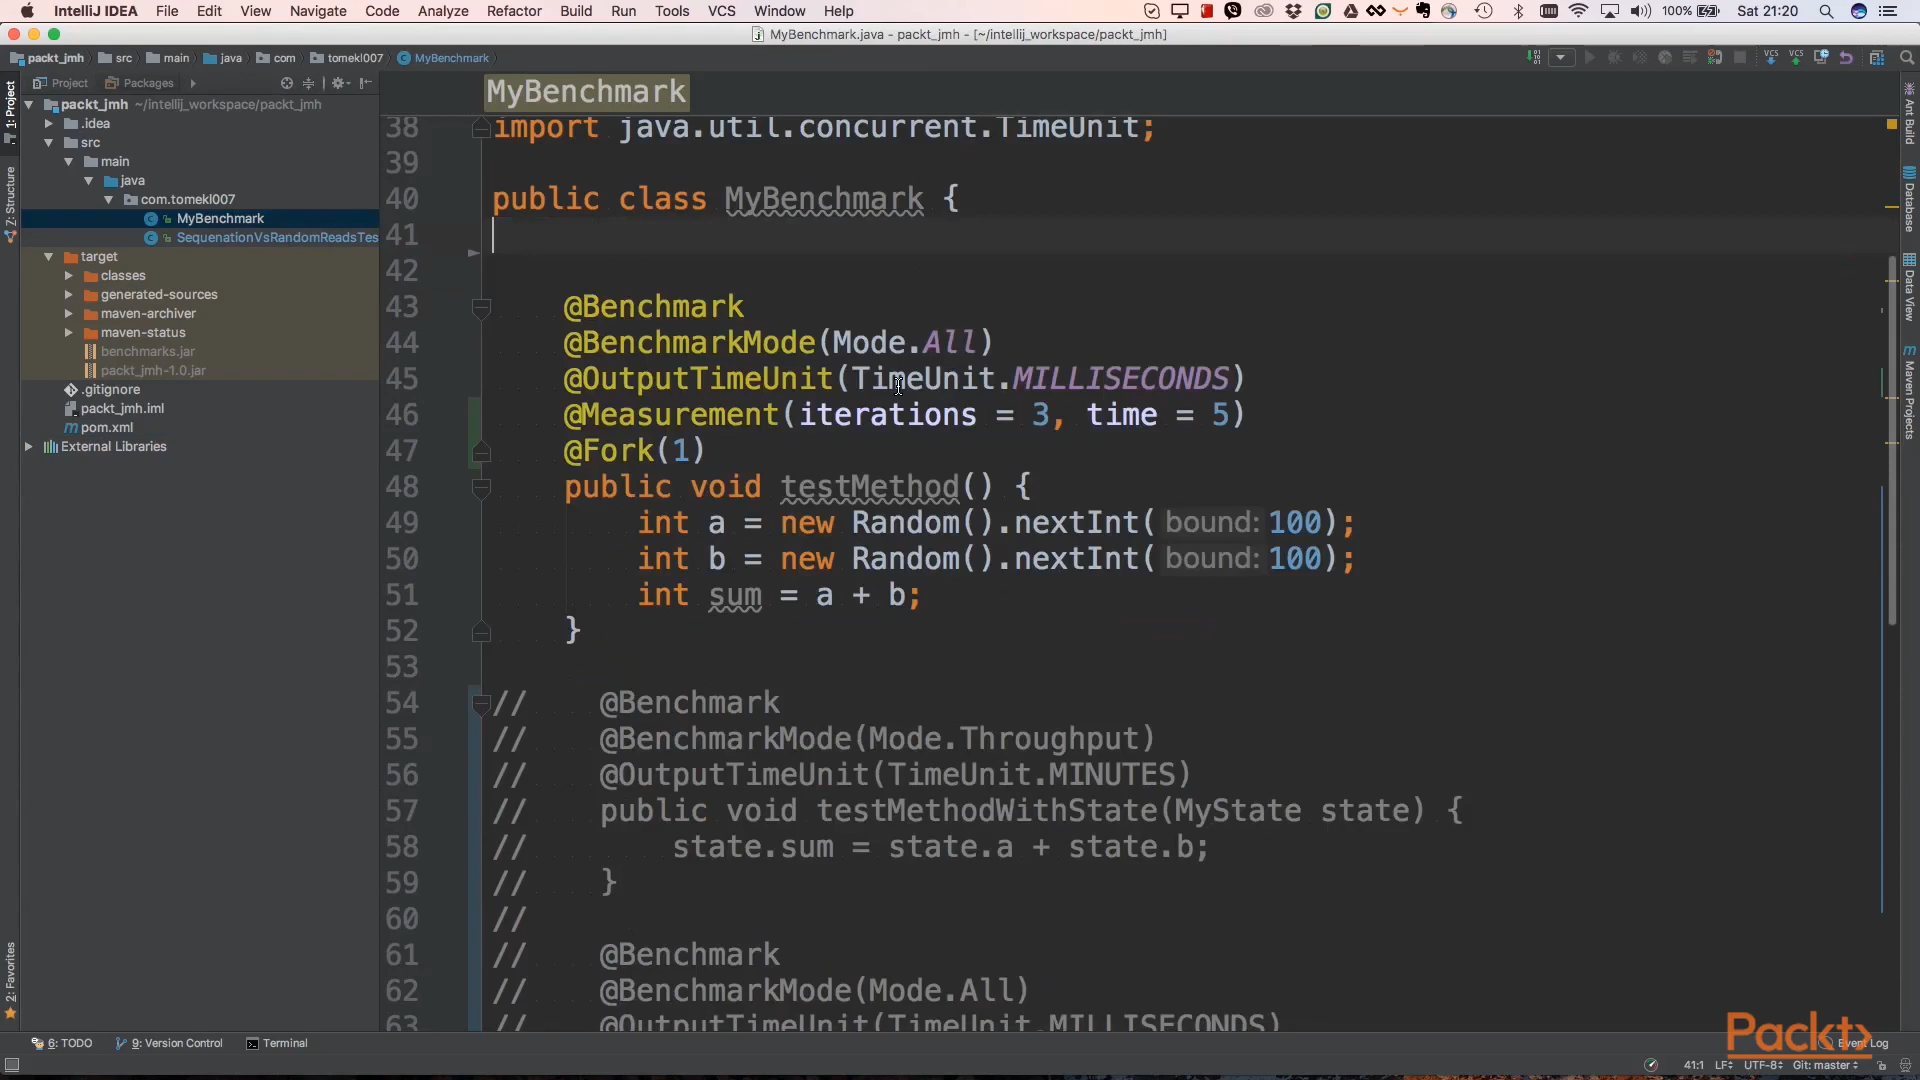 IntelliJ IDEA File Edit View Navigate Code Analyze Refactor Build Run Tools VCS Window Help 100% Sat 21:20
MyBenchmark.java - packt_jmh - [~/intellij_workspace/packt_jmh]
packt_jmh src main java com tomekl007 MyBenchmark
VCS VCS
Project Packages
1: Project
Z: Structure
2: Favorites
packt_jmh ~/intellij_workspace/packt_jmh
.idea
src
main
java
com.tomekl007
MyBenchmark
SequenationVsRandomReadsTes
target
classes
generated-sources
maven-archiver
maven-status
benchmarks.jar
packt_jmh-1.0.jar
.gitignore
packt_jmh.iml
pom.xml
External Libraries
MyBenchmark
38 import java.util.concurrent.TimeUnit;
39
40 public class MyBenchmark {
41
42
43 @Benchmark
44 @BenchmarkMode(Mode.All)
45 @OutputTimeUnit(TimeUnit.MILLISECONDS)
46 @Measurement(iterations = 3, time = 5)
47 @Fork(1)
48 public void testMethod() {
49 int a = new Random().nextInt( bound: 100);
50 int b = new Random().nextInt( bound: 100);
51 int sum = a + b;
52 }
53
54 // @Benchmark
55 // @BenchmarkMode(Mode.Throughput)
56 // @OutputTimeUnit(TimeUnit.MINUTES)
57 // public void testMethodWithState(MyState state) {
58 // state.sum = state.a + state.b;
59 // }
60 //
61 // @Benchmark
62 // @BenchmarkMode(Mode.All)
63 // @OutputTimeUnit(TimeUnit.MILLISECONDS)
Ant Build
Database
Data View
Maven Projects
Packt>
6: TODO 9: Version Control Terminal Event Log
41:1 LF÷ UTF-8÷ Git: master÷